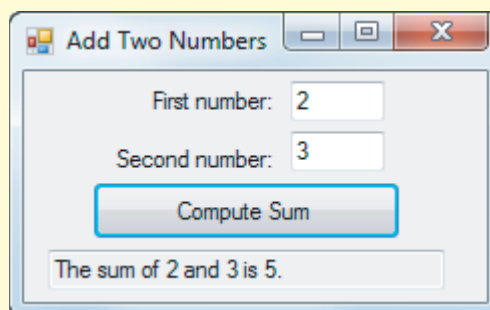 Add Two Numbers
First number: 2
Second number: 3
Compute Sum
The sum of 2 and 3 is 5.